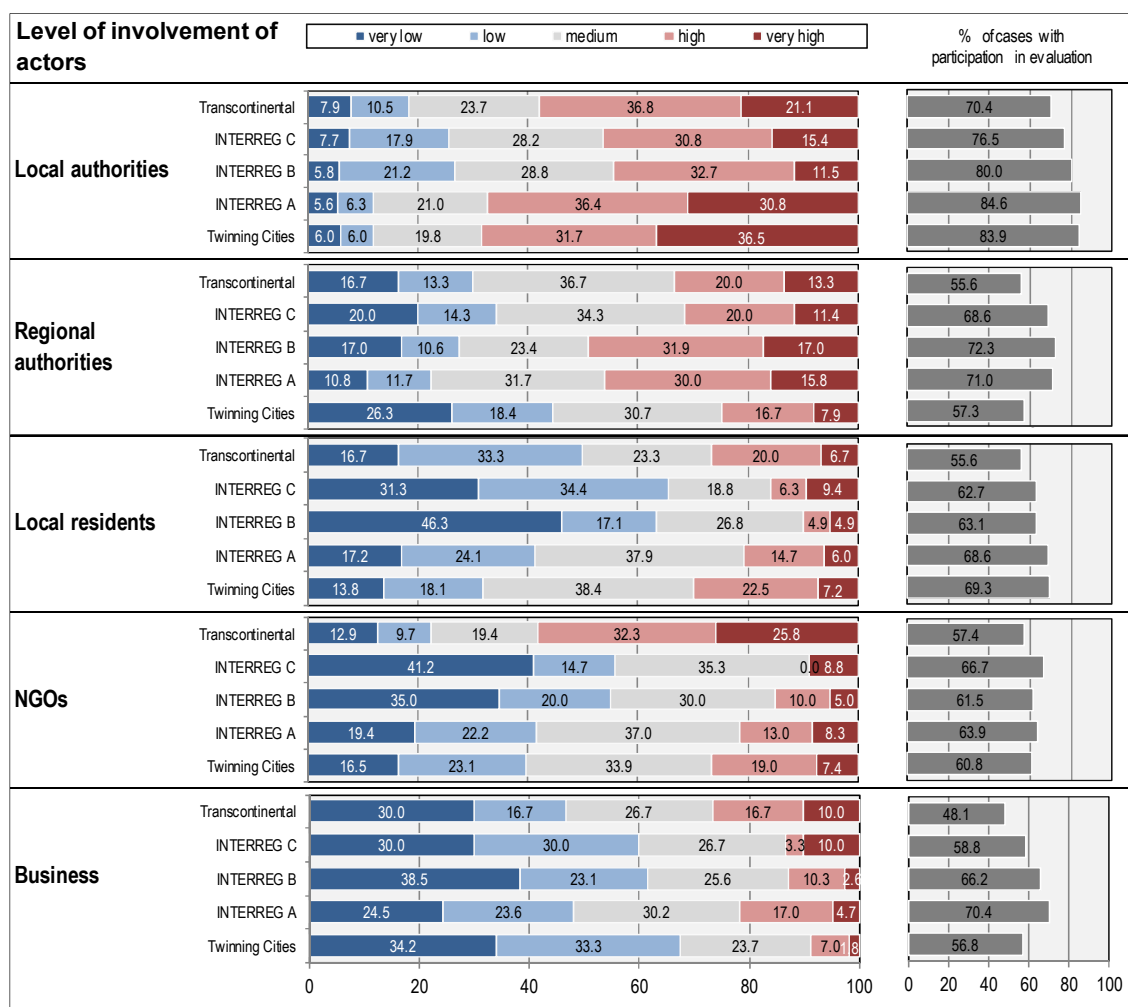 Level of involvement of
actors
very low low medium high very high
% of cases with
participation in evaluation
Local authorities
Transcontinental 7.9 10.5 23.7 36.8 21.1 70.4
INTERREG C 7.7 17.9 28.2 30.8 15.4 76.5
INTERREG B 5.8 21.2 28.8 32.7 11.5 80.0
INTERREG A 5.6 6.3 21.0 36.4 30.8 84.6
Twinning Cities 6.0 6.0 19.8 31.7 36.5 83.9
Regional
authorities
Transcontinental 16.7 13.3 36.7 20.0 13.3 55.6
INTERREG C 20.0 14.3 34.3 20.0 11.4 68.6
INTERREG B 17.0 10.6 23.4 31.9 17.0 72.3
INTERREG A 10.8 11.7 31.7 30.0 15.8 71.0
Twinning Cities 26.3 18.4 30.7 16.7 7.9 57.3
Local residents
Transcontinental 16.7 33.3 23.3 20.0 6.7 55.6
INTERREG C 31.3 34.4 18.8 6.3 9.4 62.7
INTERREG B 46.3 17.1 26.8 4.9 4.9 63.1
INTERREG A 17.2 24.1 37.9 14.7 6.0 68.6
Twinning Cities 13.8 18.1 38.4 22.5 7.2 69.3
NGOs
Transcontinental 12.9 9.7 19.4 32.3 25.8 57.4
INTERREG C 41.2 14.7 35.3 0.0 8.8 66.7
INTERREG B 35.0 20.0 30.0 10.0 5.0 61.5
INTERREG A 19.4 22.2 37.0 13.0 8.3 63.9
Twinning Cities 16.5 23.1 33.9 19.0 7.4 60.8
Business
Transcontinental 30.0 16.7 26.7 16.7 10.0 48.1
INTERREG C 30.0 30.0 26.7 3.3 10.0 58.8
INTERREG B 38.5 23.1 25.6 10.3 2.6 66.2
INTERREG A 24.5 23.6 30.2 17.0 4.7 70.4
Twinning Cities 34.2 33.3 23.7 7.0 1.8 56.8
0 20 40 60 80 100
0 20 40 60 80 100